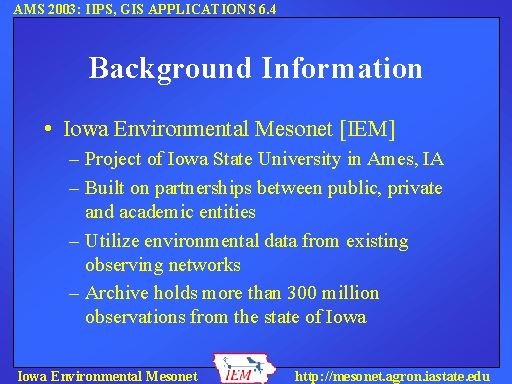 AMS 2003: IIPS, GIS APPLICATIONS 6.4
Background Information
• Iowa Environmental Mesonet [IEM]
– Project of Iowa State University in Ames, IA
– Built on partnerships between public, private
and academic entities
– Utilize environmental data from existing
observing networks
– Archive holds more than 300 million
observations from the state of Iowa
Iowa Environmental Mesonet
IEM
http://mesonet.agron.iastate.edu